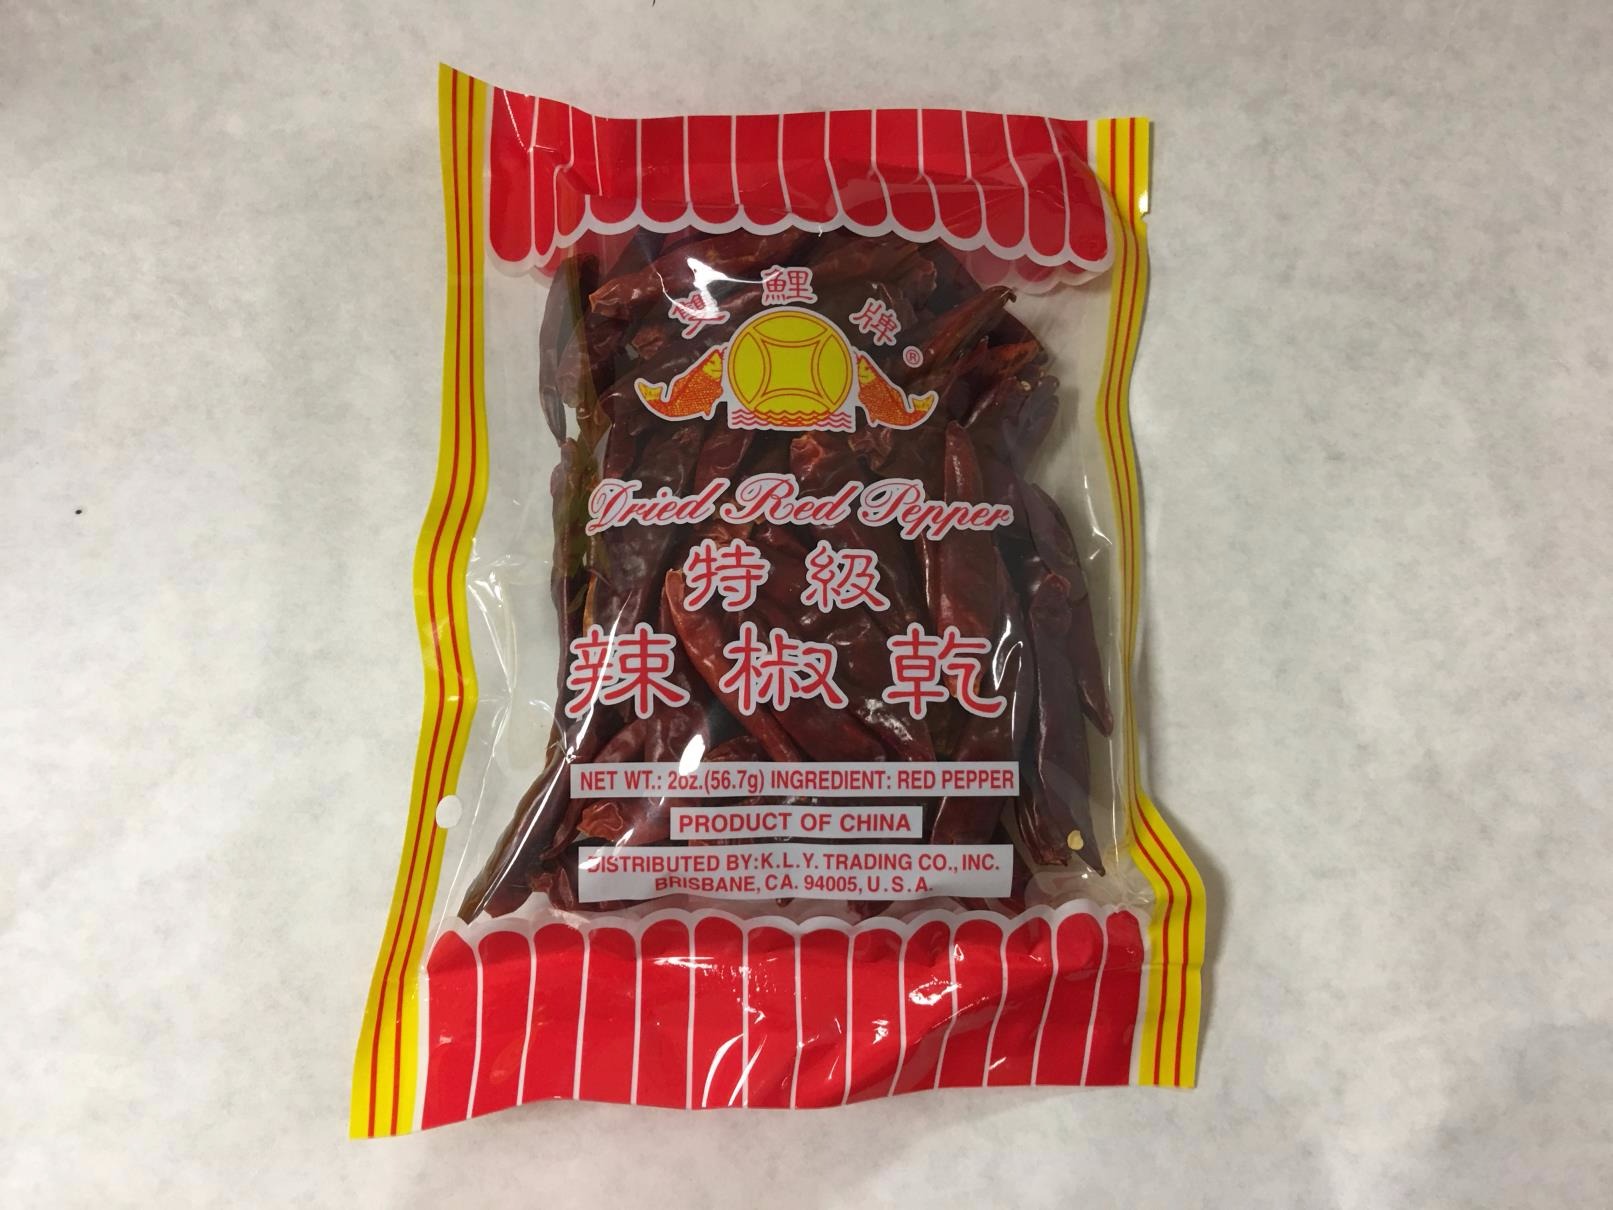 雙鯉牌
®
Dried Red Pepper
特級
辣椒乾
NET WT.: 2oz.(56.7g) INGREDIENT: RED PEPPER
PRODUCT OF CHINA
DISTRIBUTED BY:K.L.Y. TRADING CO., INC.
BRISBANE, CA. 94005, U.S.A.